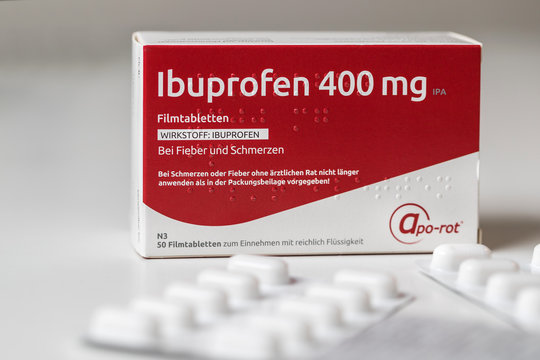 Ibuprofen 400 mg IPA
Filmtabletten
WIRKSTOFF: IBUPROFEN
Bei Fieber und Schmerzen
Bei Schmerzen oder Fieber ohne ärztlichen Rat nicht länger
anwenden als in der Packungsbeilage vorgegeben!
apo-rot
N3
50 Filmtabletten zum Einnehmen mit reichlich Flüssigkeit